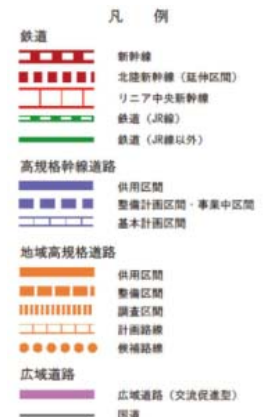 凡 例
鉄道
新幹線
北陸新幹線（延伸区間）
リニア中央新幹線
鉄道（JR線）
鉄道（JR線以外）
高規格幹線道路
供用区間
整備計画区間・事業中区間
基本計画区間
地域高規格道路
供用区間
整備区間
調査区間
計画路線
候補路線
広域道路
広域道路（交流促進型）
国道